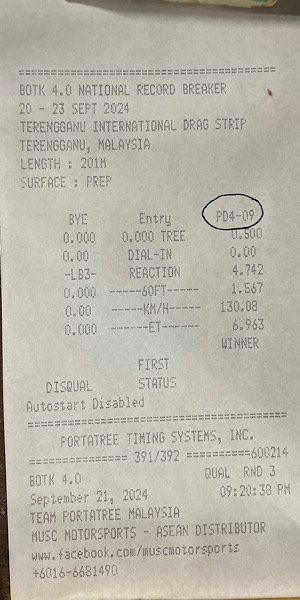 =====================================
BOTK 4.0 NATIONAL RECORD BREAKER
20 - 23 SEPT 2024
TERENGGANU INTERNATIONAL DRAG STRIP
TERENGGANU, MALAYSIA
LENGTH : 201M
SURFACE : PREP
BYE Entry PD4-09
0.000 0.000 TREE 0.500
0.00 DIAL-IN 0.00
-LB3- REACTION 4.742
0.000 -----60FT----- 1.567
0.00 -----KM/H----- 130.08
0.000 ------ET------ 6.963
WINNER
FIRST
DISQUAL STATUS
Autostart Disabled
=====================================
PORTATREE TIMING SYSTEMS, INC.
============== 391/392 ==========600214
BOTK 4.0 QUAL RND 3
September 21, 2024 09:20:38 PM
TEAM PORTATREE MALAYSIA
MUSC MOTORSPORTS - ASEAN DISTRIBUTOR
www.facebook.com/muscmotorsports
+6016-6681490